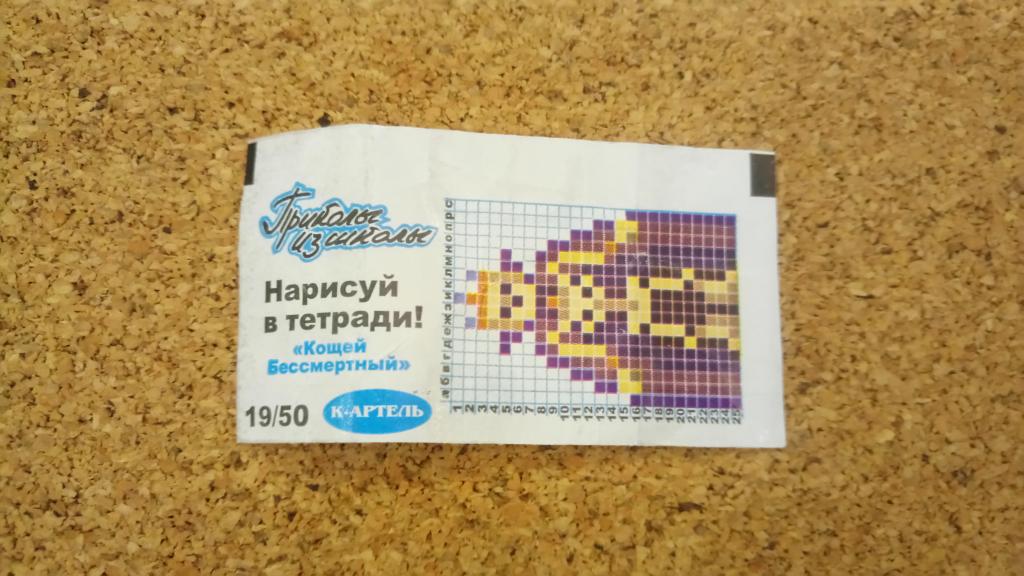 Приколы
из школы
Нарисуй
в тетради!
«Кощей
Бессмертный»
19/50
К-АРТЕЛЬ
а б в г д е ж з и к л м н о п р с
1 2 3 4 5 6 7 8 9 10 11 12 13 14 15 16 17 18 19 20 21 22 23 24 25